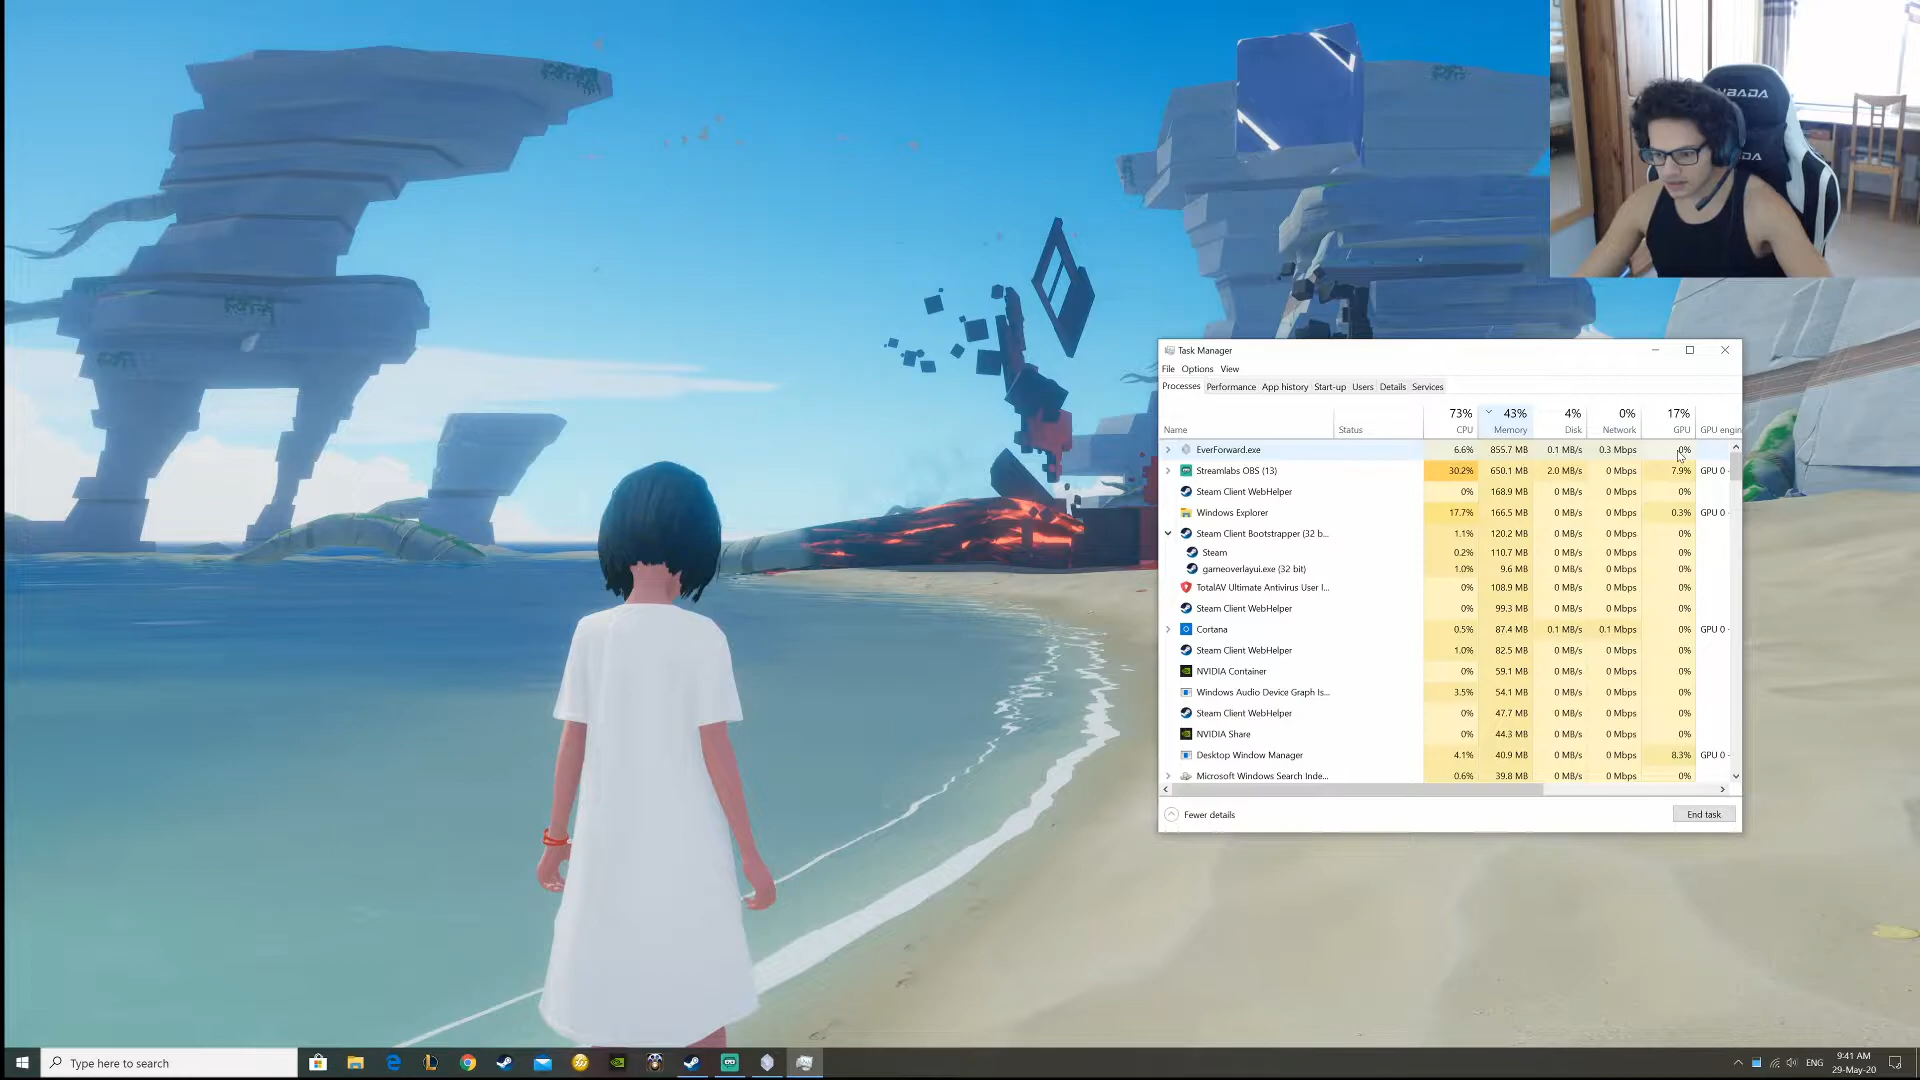 NBADA
DA
Task Manager
File Options View
Processes Performance App history Start-up Users Details Services
73% 43% 4% 0% 17%
Name Status CPU Memory Disk Network GPU GPU engin
EverForward.exe 6.6% 855.7 MB 0.1 MB/s 0.3 Mbps 0%
Streamlabs OBS (13) 30.2% 650.1 MB 2.0 MB/s 0 Mbps 7.9% GPU 0 -
Steam Client WebHelper 0% 168.9 MB 0 MB/s 0 Mbps 0%
Windows Explorer 17.7% 166.5 MB 0 MB/s 0 Mbps 0.3% GPU 0 -
Steam Client Bootstrapper (32 b... 1.1% 120.2 MB 0 MB/s 0 Mbps 0%
Steam 0.2% 110.7 MB 0 MB/s 0 Mbps 0%
gameoverlayui.exe (32 bit) 1.0% 9.6 MB 0 MB/s 0 Mbps 0%
TotalAV Ultimate Antivirus User I... 0% 108.9 MB 0 MB/s 0 Mbps 0%
Steam Client WebHelper 0% 99.3 MB 0 MB/s 0 Mbps 0%
Cortana 0.5% 87.4 MB 0.1 MB/s 0.1 Mbps 0% GPU 0 -
Steam Client WebHelper 1.0% 82.5 MB 0 MB/s 0 Mbps 0%
NVIDIA Container 0% 59.1 MB 0 MB/s 0 Mbps 0%
Windows Audio Device Graph Is... 3.5% 54.1 MB 0 MB/s 0 Mbps 0%
Steam Client WebHelper 0% 47.7 MB 0 MB/s 0 Mbps 0%
NVIDIA Share 0% 44.3 MB 0 MB/s 0 Mbps 0%
Desktop Window Manager 4.1% 40.9 MB 0 MB/s 0 Mbps 8.3% GPU 0 -
Microsoft Windows Search Inde... 0.6% 39.8 MB 0 MB/s 0 Mbps 0%
Fewer details End task
Type here to search
ENG 9:41 AM
29-May-20